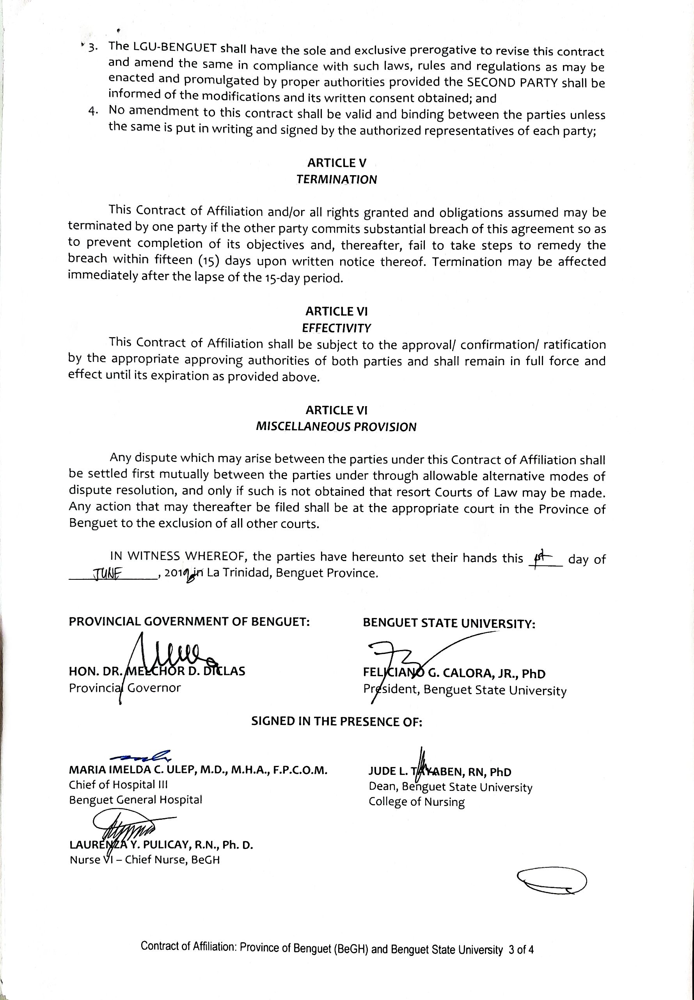 3. The LGU-BENGUET shall have the sole and exclusive prerogative to revise this contract
and amend the same in compliance with such laws, rules and regulations as may be
enacted and promulgated by proper authorities provided the SECOND PARTY shall be
informed of the modifications and its written consent obtained; and
4. No amendment to this contract shall be valid and binding between the parties unless
the same is put in writing and signed by the authorized representatives of each party;
ARTICLE V
TERMINATION
This Contract of Affiliation and/or all rights granted and obligations assumed may be
terminated by one party if the other party commits substantial breach of this agreement so as
to prevent completion of its objectives and, thereafter, fail to take steps to remedy the
breach within fifteen (15) days upon written notice thereof. Termination may be affected
immediately after the lapse of the 15-day period.
ARTICLE VI
EFFECTIVITY
This Contract of Affiliation shall be subject to the approval/ confirmation/ ratification
by the appropriate approving authorities of both parties and shall remain in full force and
effect until its expiration as provided above.
ARTICLE VI
MISCELLANEOUS PROVISION
Any dispute which may arise between the parties under this Contract of Affiliation shall
be settled first mutually between the parties under through allowable alternative modes of
dispute resolution, and only if such is not obtained that resort Courts of Law may be made.
Any action that may thereafter be filed shall be at the appropriate court in the Province of
Benguet to the exclusion of all other courts.
IN WITNESS WHEREOF, the parties have hereunto set their hands this 1st day of
JUNE, in La Trinidad, Benguet Province.
PROVINCIAL GOVERNMENT OF BENGUET: BENGUET STATE UNIVERSITY:
HON. DR. MELCHOR D. DICLAS FELICIANO G. CALORA, JR., PhD
Provincial Governor President, Benguet State University
SIGNED IN THE PRESENCE OF:
MARIA IMELDA C. ULEP, M.D., M.H.A., F.P.C.O.M. JUDE L. TAYABEN, RN, PhD
Chief of Hospital III Dean, Benguet State University
Benguet General Hospital College of Nursing
LAURENZA Y. PULICAY, R.N., Ph. D.
Nurse VI – Chief Nurse, BeGH
Contract of Affiliation: Province of Benguet (BeGH) and Benguet State University 3 of 4